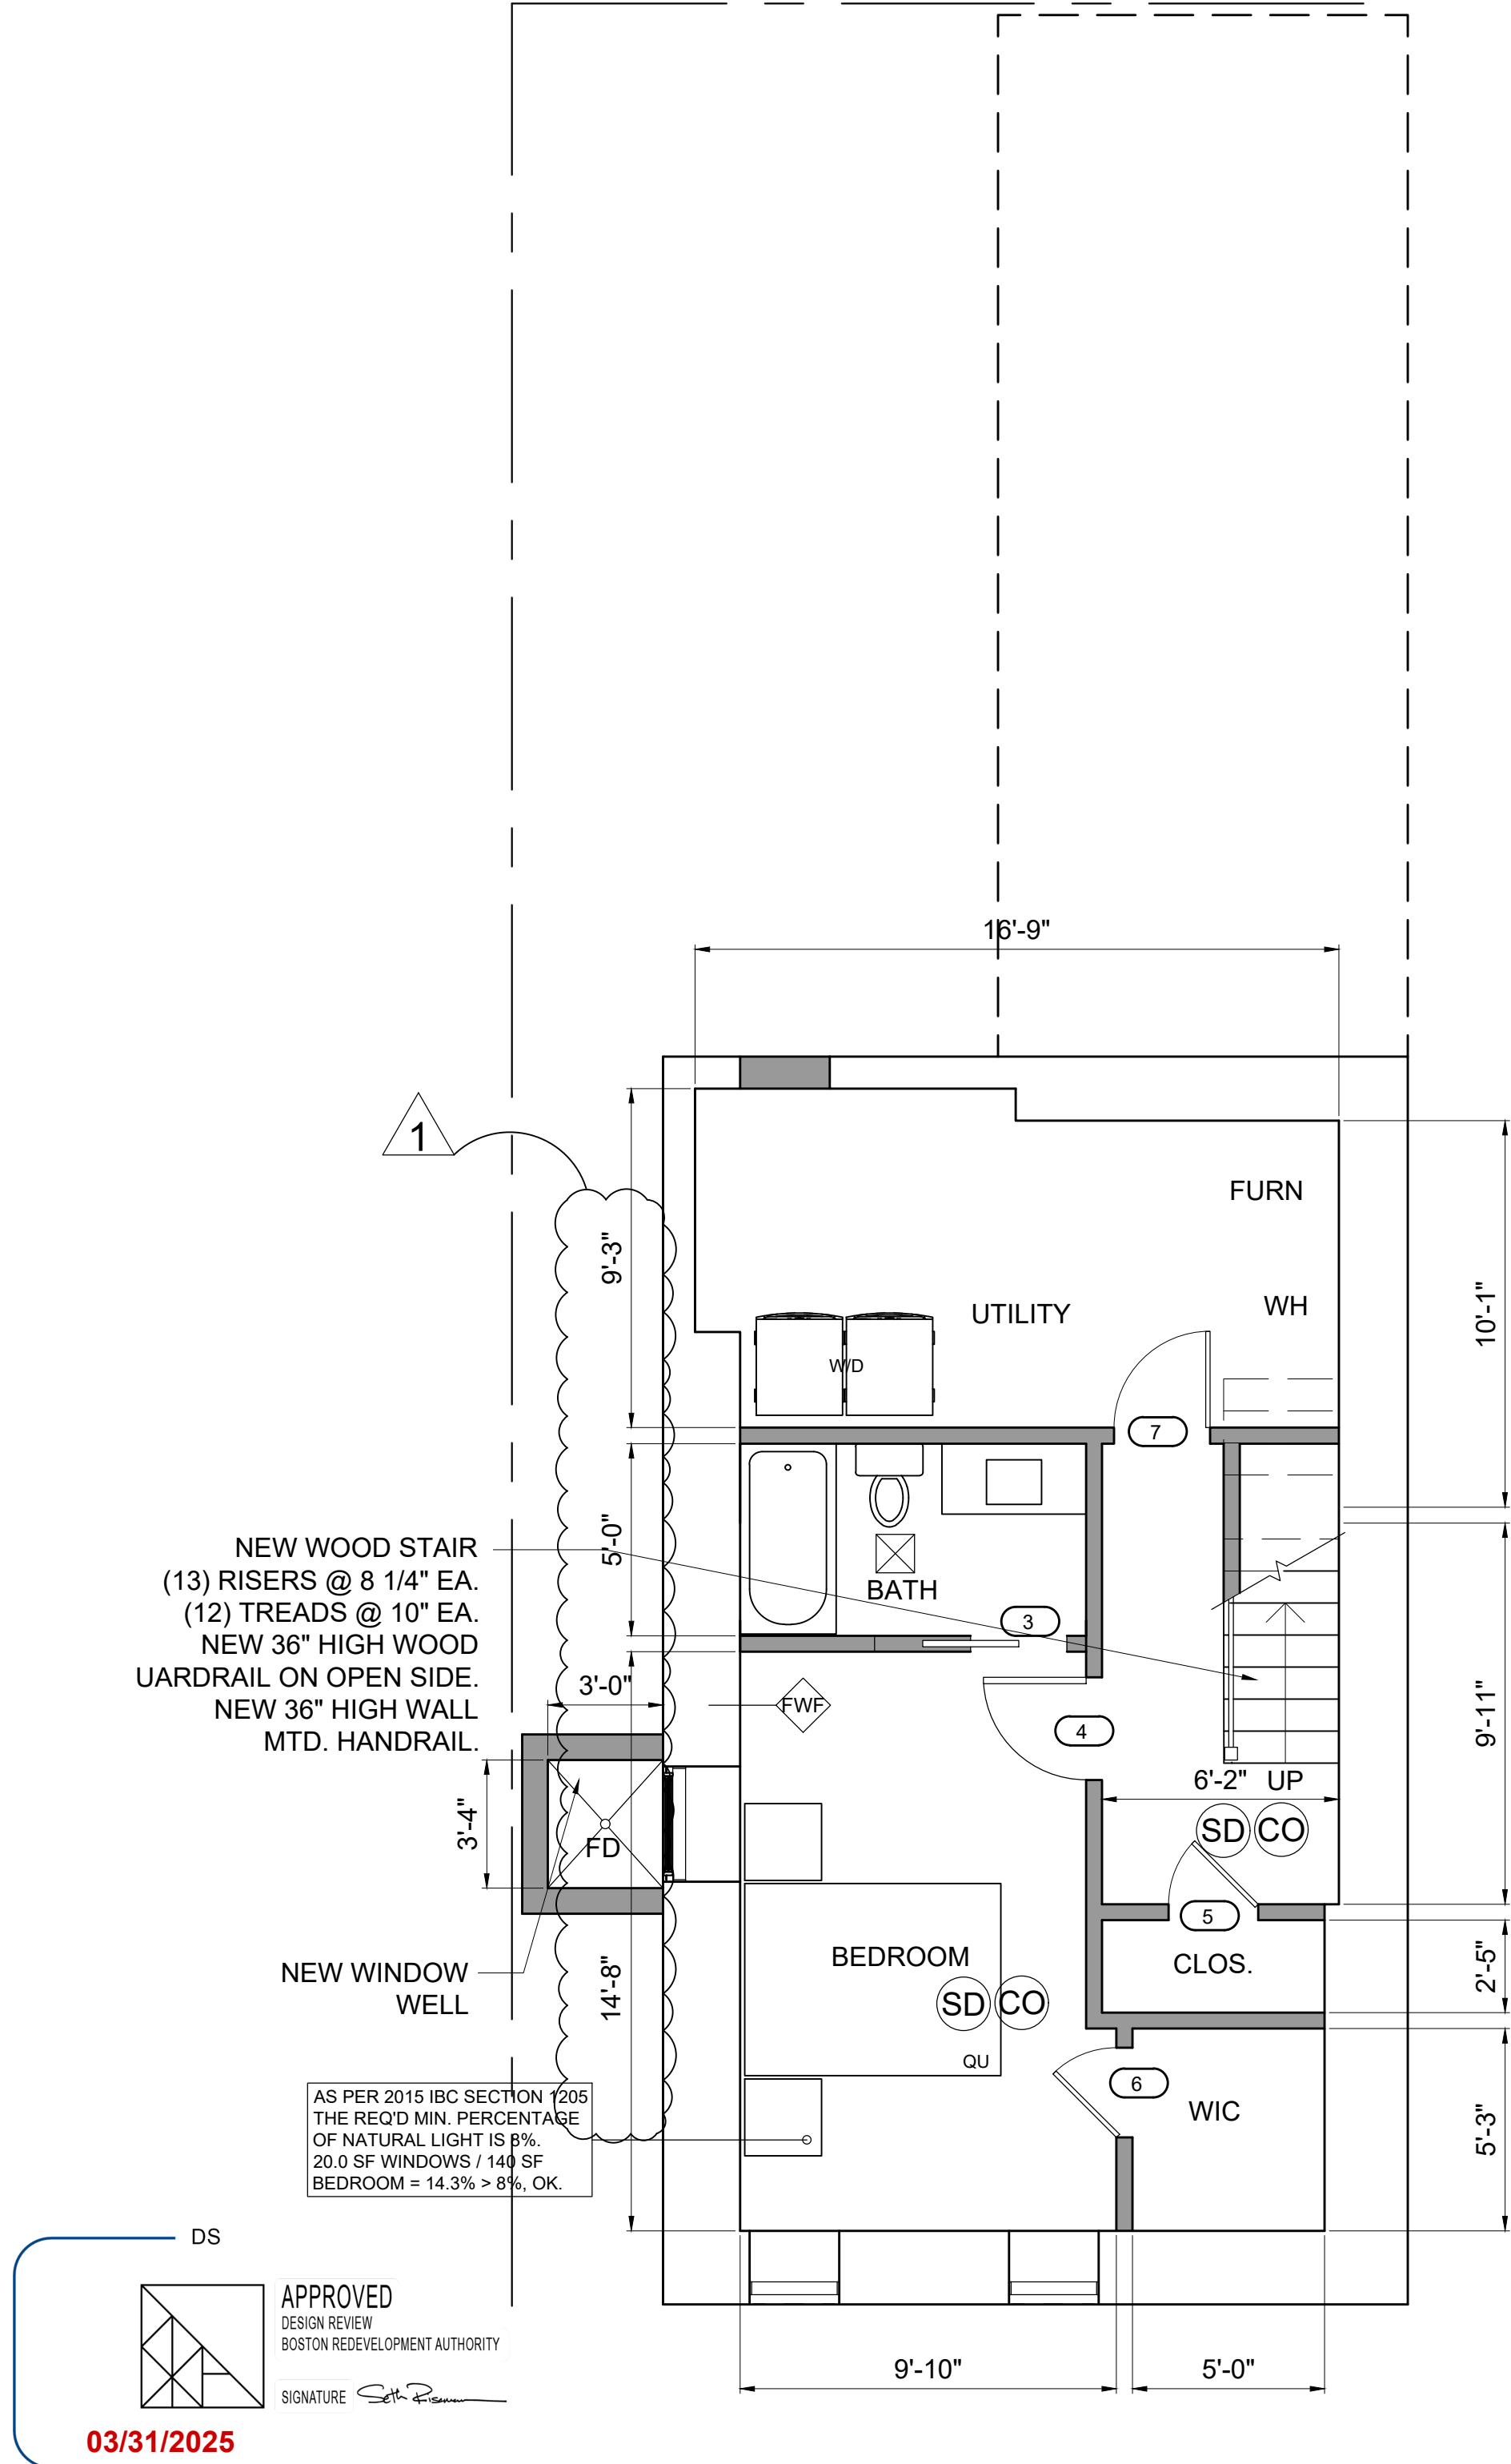 16'-9"
1
FURN
9'-3"
UTILITY
WH
10'-1"
W/D
7
NEW WOOD STAIR
(13) RISERS @ 8 1/4" EA.
(12) TREADS @ 10" EA.
NEW 36" HIGH WOOD
UARDRAIL ON OPEN SIDE.
NEW 36" HIGH WALL
MTD. HANDRAIL.
5'-0"
BATH
3
3'-0"
FWF
4
9'-11"
6'-2"
UP
SD
CO
3'-4"
FD
5
BEDROOM
CLOS.
NEW WINDOW
WELL
14'-8"
SD
CO
2'-5"
QU
6
WIC
5'-3"
AS PER 2015 IBC SECTION 1205
THE REQ'D MIN. PERCENTAGE
OF NATURAL LIGHT IS 8%.
20.0 SF WINDOWS / 140 SF
BEDROOM = 14.3% > 8%, OK.
DS
APPROVED
DESIGN REVIEW
BOSTON REDEVELOPMENT AUTHORITY
SIGNATURE Seth Riseman
03/31/2025
9'-10"
5'-0"